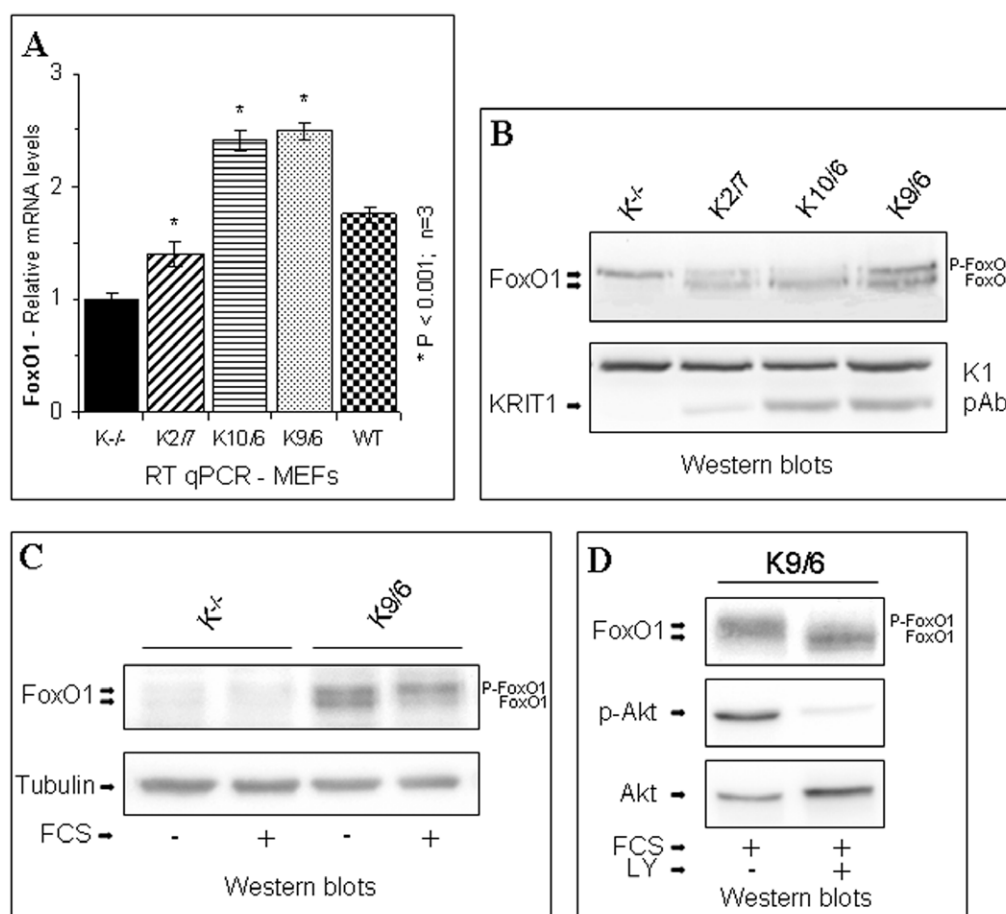 A
FoxO1 - Relative mRNA levels
3
2
1
0
*
*
*
* P < 0.001; n=3
K-/- K2/7 K10/6 K9/6 WT
RT qPCR - MEFs
B
K-/- K2/7 K10/6 K9/6
FoxO1
P-FoxO
FoxO
KRIT1
K1
pAb
Western blots
C
K-/- K9/6
FoxO1
P-FoxO1
FoxO1
Tubulin
FCS - + - +
Western blots
D
K9/6
FoxO1
P-FoxO1
FoxO1
p-Akt
Akt
FCS + +
LY - +
Western blots